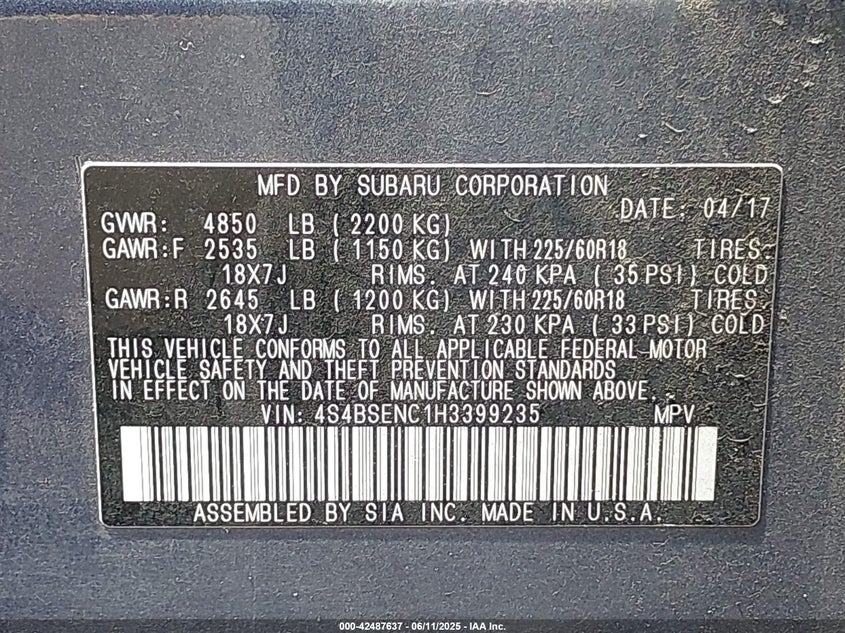 MFD BY SUBARU CORPORATION
DATE: 04/17
GVWR: 4850 LB ( 2200 KG)
GAWR:F 2535 LB ( 1150 KG) WITH 225/60R18 TIRES.
18X7J RIMS. AT 240 KPA ( 35 PSI) COLD
GAWR:R 2645 LB ( 1200 KG) WITH 225/60R18 TIRES.
18X7J RIMS. AT 230 KPA ( 33 PSI) COLD
THIS VEHICLE CONFORMS TO ALL APPLICABLE FEDERAL MOTOR
VEHICLE SAFETY AND THEFT PREVENTION STANDARDS
IN EFFECT ON THE DATE OF MANUFACTURE SHOWN ABOVE.
VIN: 4S4BSENC1H3399235 MPV
ASSEMBLED BY SIA INC. MADE IN U.S.A.
000-42487637 - 06/11/2025 - IAA Inc.